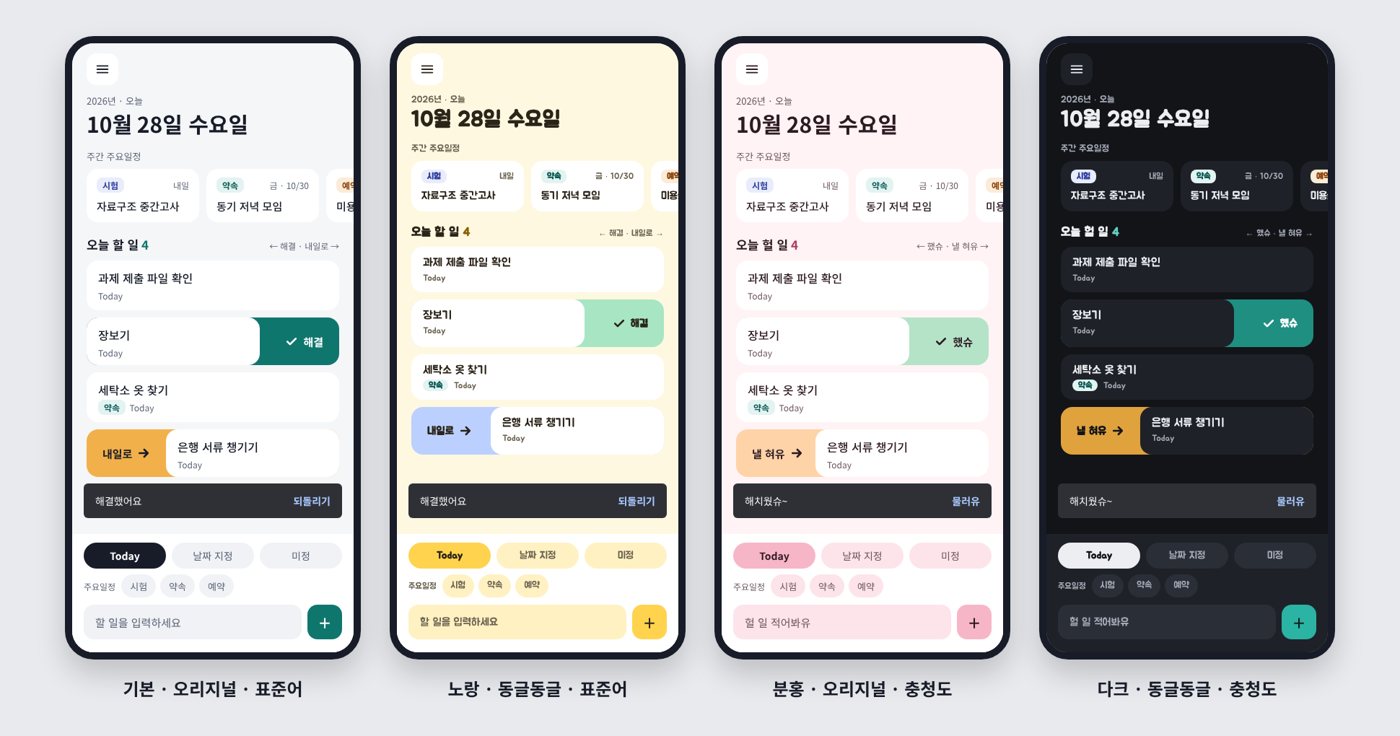 2026년 · 오늘
10월 28일 수요일
주간 주요일정
시험 내일
자료구조 중간고사
약속 금 · 10/30
동기 저녁 모임
오늘 할 일 4
← 해결 · 내일로 →
과제 제출 파일 확인
Today
장보기
Today
✓ 해결
세탁소 옷 찾기
약속 Today
내일로 →
은행 서류 챙기기
Today
해결했어요 되돌리기
Today 날짜 지정 미정
주요일정 시험 약속 예약
할 일을 입력하세요 +
기본 · 오리지널 · 표준어
2026년 · 오늘
10월 28일 수요일
주간 주요일정
시험 내일
자료구조 중간고사
약속 금 · 10/30
동기 저녁 모임
오늘 할 일 4
← 해결 · 내일로 →
과제 제출 파일 확인
Today
장보기
Today
✓ 해결
세탁소 옷 찾기
약속 Today
내일로 →
은행 서류 챙기기
Today
해결했어요 되돌리기
Today 날짜 지정 미정
주요일정 시험 약속 예약
할 일을 입력하세요 +
노랑 · 동글동글 · 표준어
2026년 · 오늘
10월 28일 수요일
주간 주요일정
시험 내일
자료구조 중간고사
약속 금 · 10/30
동기 저녁 모임
오늘 헐 일 4
← 했슈 · 낼 혀유 →
과제 제출 파일 확인
Today
장보기
Today
✓ 했슈
세탁소 옷 찾기
약속 Today
낼 혀유 →
은행 서류 챙기기
Today
해치웠슈~ 물러유
Today 날짜 지정 미정
주요일정 시험 약속 예약
헐 일 적어봐유 +
분홍 · 오리지널 · 충청도
2026년 · 오늘
10월 28일 수요일
주간 주요일정
시험 내일
자료구조 중간고사
약속 금 · 10/30
동기 저녁 모임
오늘 헐 일 4
← 했슈 · 낼 혀유 →
과제 제출 파일 확인
Today
장보기
Today
✓ 했슈
세탁소 옷 찾기
약속 Today
낼 혀유 →
은행 서류 챙기기
Today
해치웠슈~ 물러유
Today 날짜 지정 미정
주요일정 시험 약속 예약
헐 일 적어봐유 +
다크 · 동글동글 · 충청도